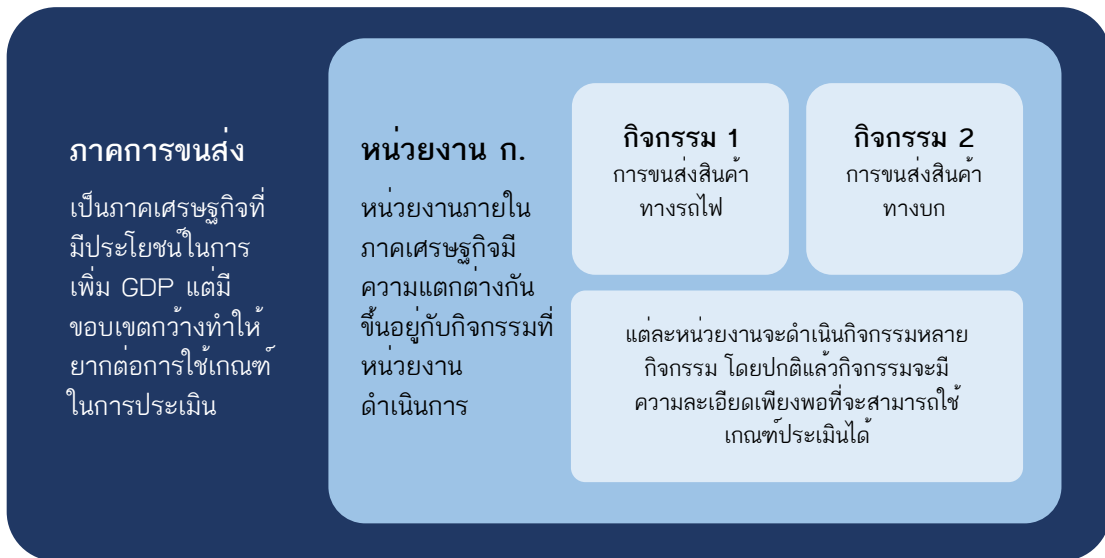 ภาคการขนส่ง
เป็นภาคเศรษฐกิจที่
มีประโยชน์ในการ
เพิ่ม GDP แต่มี
ขอบเขตกว้างทำให้
ยากต่อการใช้เกณฑ์
ในการประเมิน
หน่วยงาน ก.
หน่วยงานภายใน
ภาคเศรษฐกิจมี
ความแตกต่างกัน
ขึ้นอยู่กับกิจกรรมที่
หน่วยงาน
ดำเนินการ
กิจกรรม 1
การขนส่งสินค้า
ทางรถไฟ
กิจกรรม 2
การขนส่งสินค้า
ทางบก
แต่ละหน่วยงานจะดำเนินกิจกรรมหลาย
กิจกรรม โดยปกติแล้วกิจกรรมจะมี
ความละเอียดเพียงพอที่จะสามารถใช้
เกณฑ์ประเมินได้